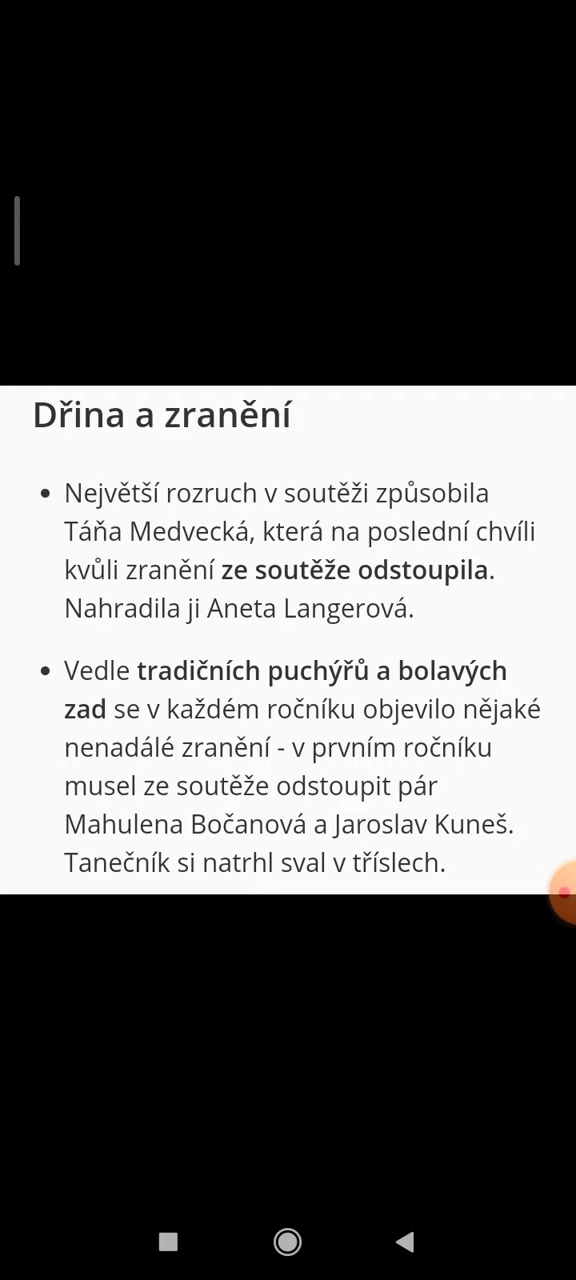 Dřina a zranění
• Největší rozruch v soutěži způsobila
Táňa Medvecká, která na poslední chvíli
kvůli zranění ze soutěže odstoupila.
Nahradila ji Aneta Langerová.
• Vedle tradičních puchýřů a bolavých
zad se v každém ročníku objevilo nějaké
nenadálé zranění - v prvním ročníku
musel ze soutěže odstoupit pár
Mahulena Bočanová a Jaroslav Kuneš.
Tanečník si natrhl sval v tříslech.